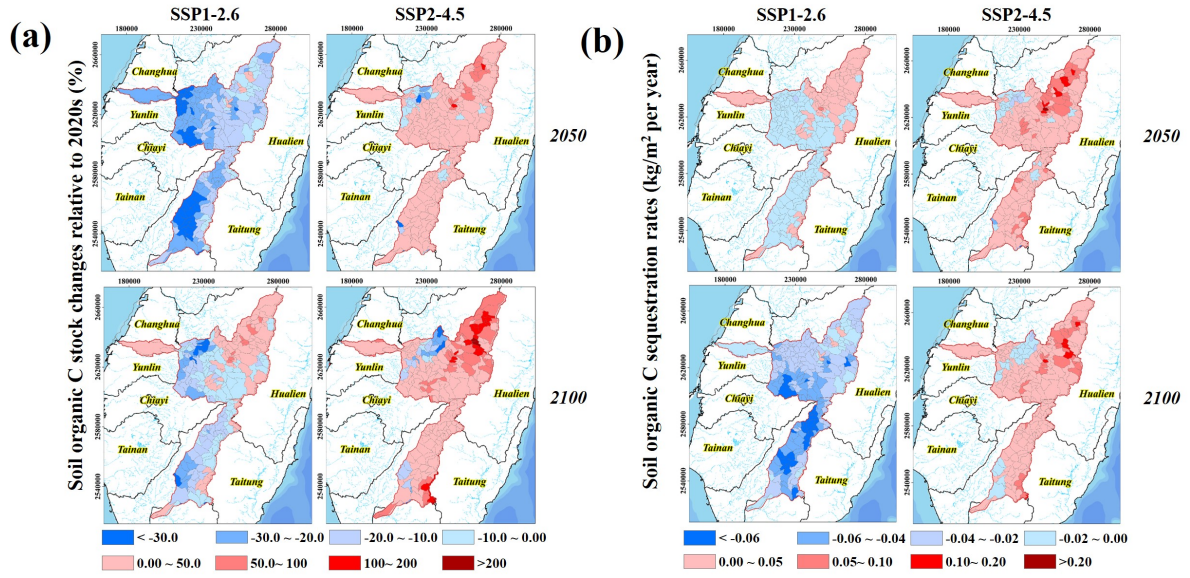 (a)
Soil organic C stock changes relative to 2020s (%)
SSP1-2.6
SSP2-4.5
180000 230000 280000
180000 230000 280000
2660000
2620000
2580000
2540000
Changhua
Yunlin
Chiayi
Tainan
Hualien
Taitung
Changhua
Yunlin
Chiayi
Tainan
Hualien
Taitung
2050
180000 230000 280000
180000 230000 280000
2660000
2620000
2580000
2540000
Changhua
Yunlin
Chiayi
Tainan
Hualien
Taitung
Changhua
Yunlin
Chiayi
Tainan
Hualien
Taitung
2100
< -30.0
-30.0 ~ -20.0
-20.0 ~ -10.0
-10.0 ~ 0.00
0.00 ~ 50.0
50.0~ 100
100~ 200
>200
(b)
Soil organic C sequestration rates (kg/m² per year)
SSP1-2.6
SSP2-4.5
180000 230000 280000
180000 230000 280000
2660000
2620000
2580000
2540000
Changhua
Yunlin
Chiayi
Tainan
Hualien
Taitung
Changhua
Yunlin
Chiayi
Tainan
Hualien
Taitung
2050
180000 230000 280000
180000 230000 280000
2660000
2620000
2580000
2540000
Changhua
Yunlin
Chiayi
Tainan
Hualien
Taitung
Changhua
Yunlin
Chiayi
Tainan
Hualien
Taitung
2100
< -0.06
-0.06 ~ -0.04
-0.04 ~ -0.02
-0.02 ~ 0.00
0.00 ~ 0.05
0.05~ 0.10
0.10~ 0.20
>0.20